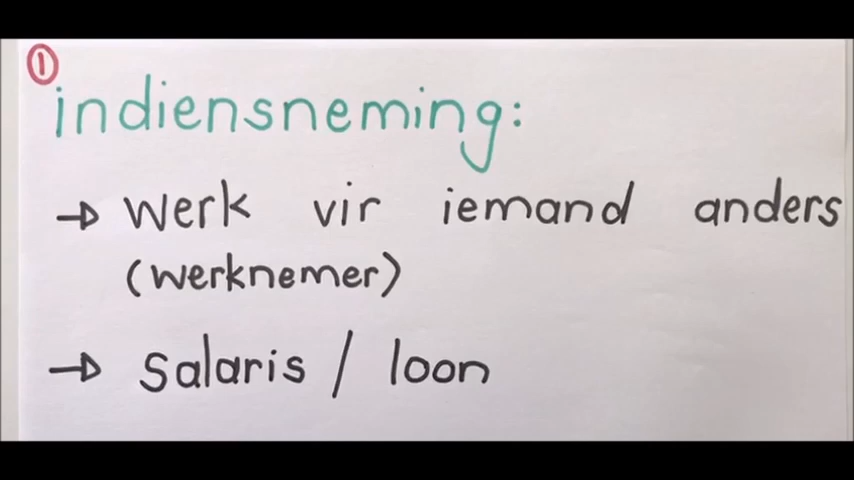 ①
indiensneming:
→ werk vir iemand anders
(werknemer)
→ salaris / loon